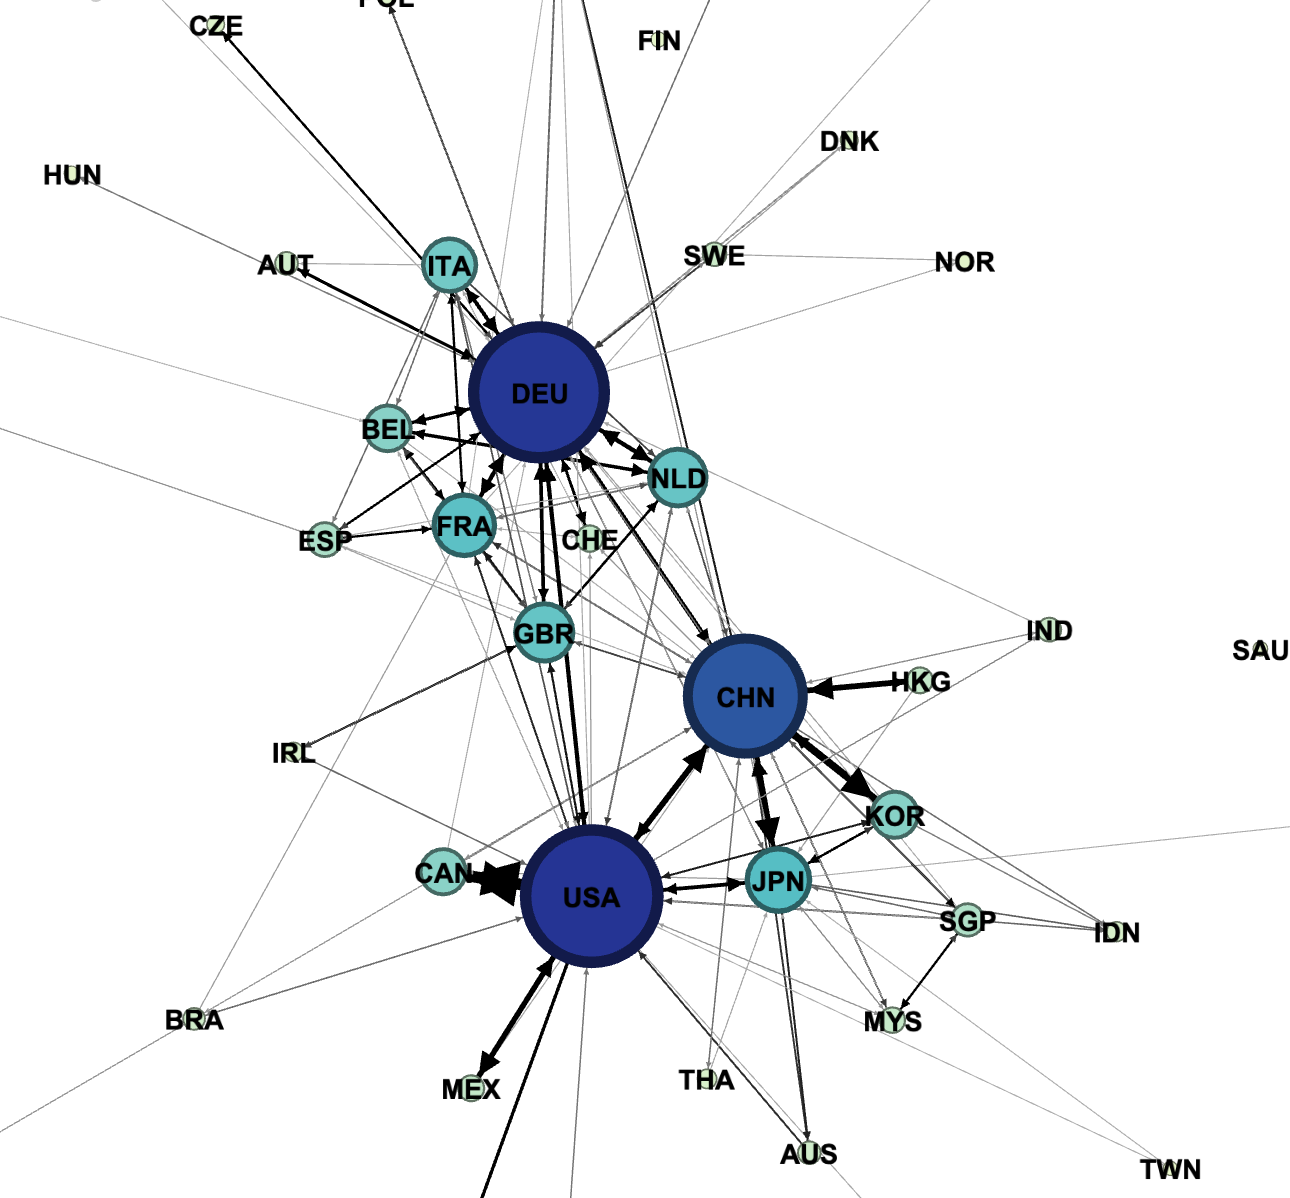 POL
CZE
FIN
DNK
HUN
SWE
AUT
ITA
NOR
DEU
BEL
NLD
FRA
CHE
ESP
IND
GBR
SAU
HKG
CHN
IRL
KOR
CAN
JPN
USA
SGP
IDN
BRA
MYS
THA
MEX
AUS
TWN